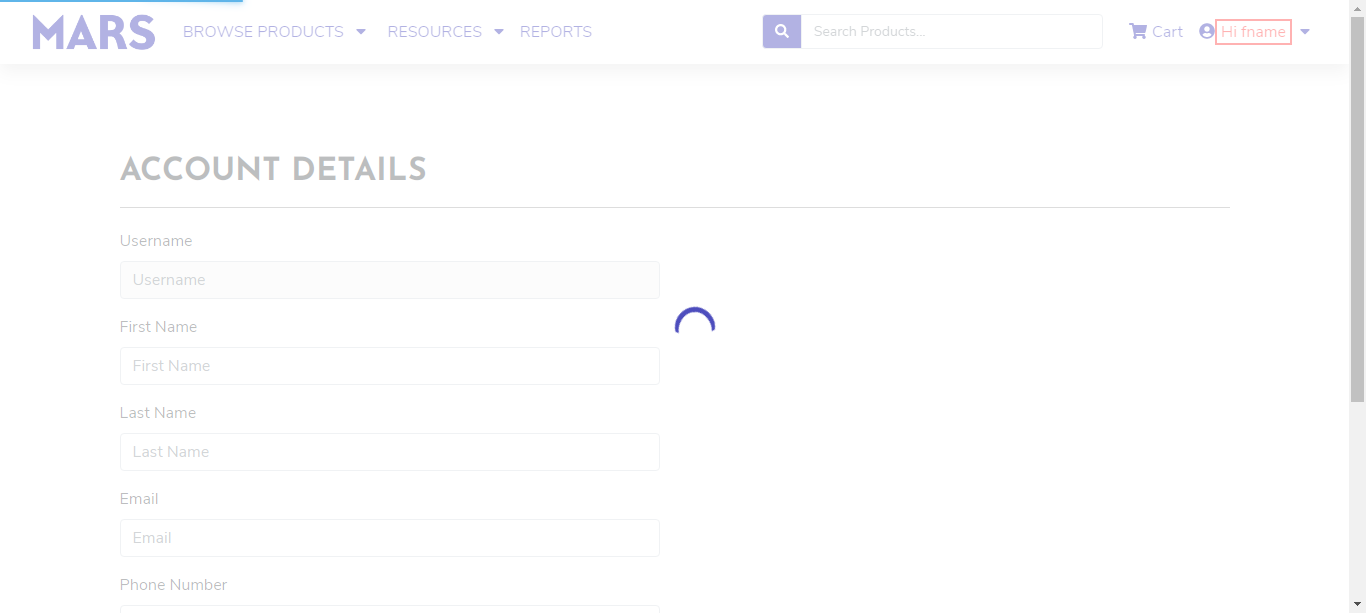 MARS BROWSE PRODUCTS RESOURCES REPORTS Search Products... Cart Hi fname
ACCOUNT DETAILS
Username
Username
First Name
First Name
Last Name
Last Name
Email
Email
Phone Number